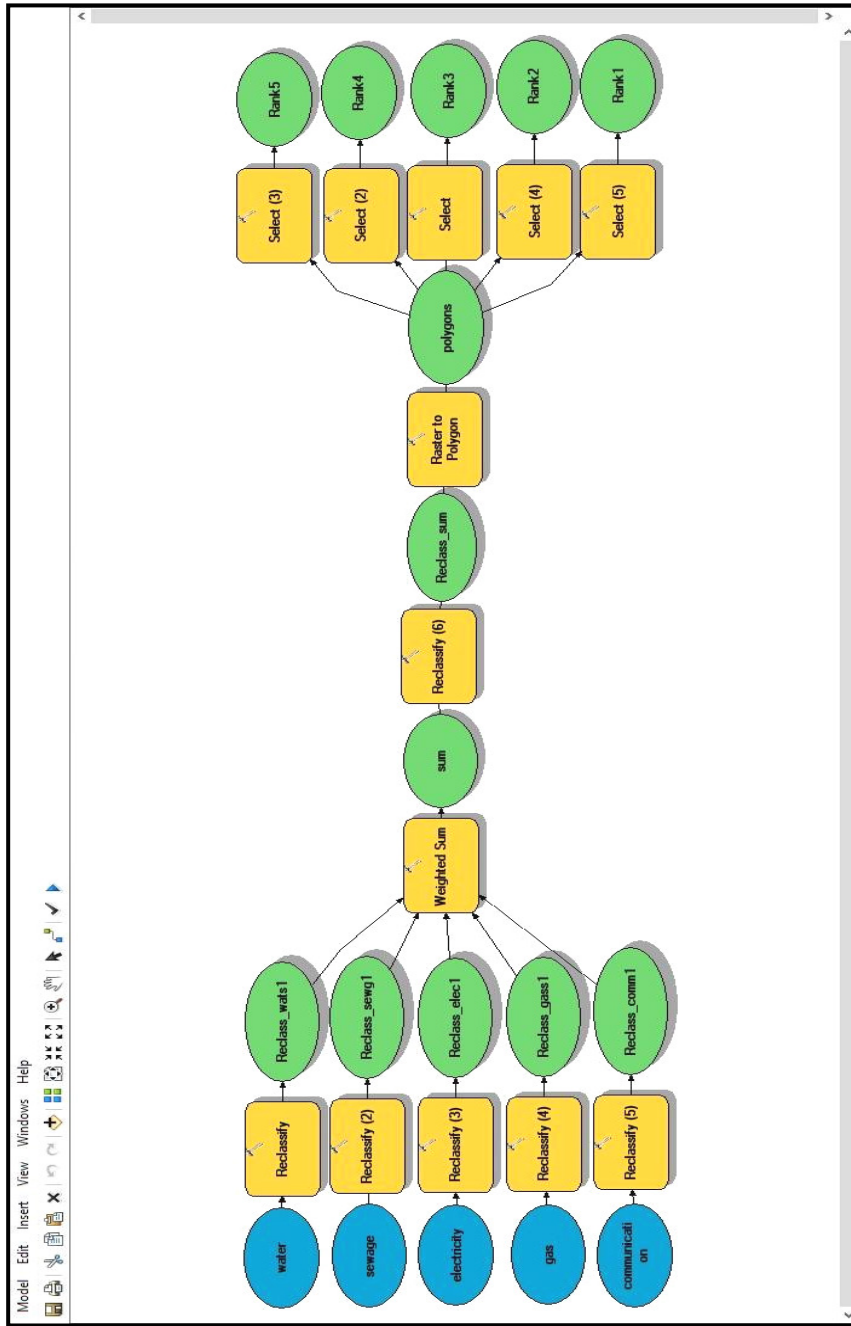 Model Edit Insert View Windows Help
water
Reclassify
Reclass_wats1
sewage
Reclassify (2)
Reclass_sewg1
electricity
Reclassify (3)
Reclass_elec1
gas
Reclassify (4)
Reclass_gass1
communicati
on
Reclassify (5)
Reclass_comm1
Weighted Sum
sum
Reclassify (6)
Reclass_sum
Raster to
Polygon
polygons
Select (3)
Rank5
Select (2)
Rank4
Select
Rank3
Select (4)
Rank2
Select (5)
Rank1